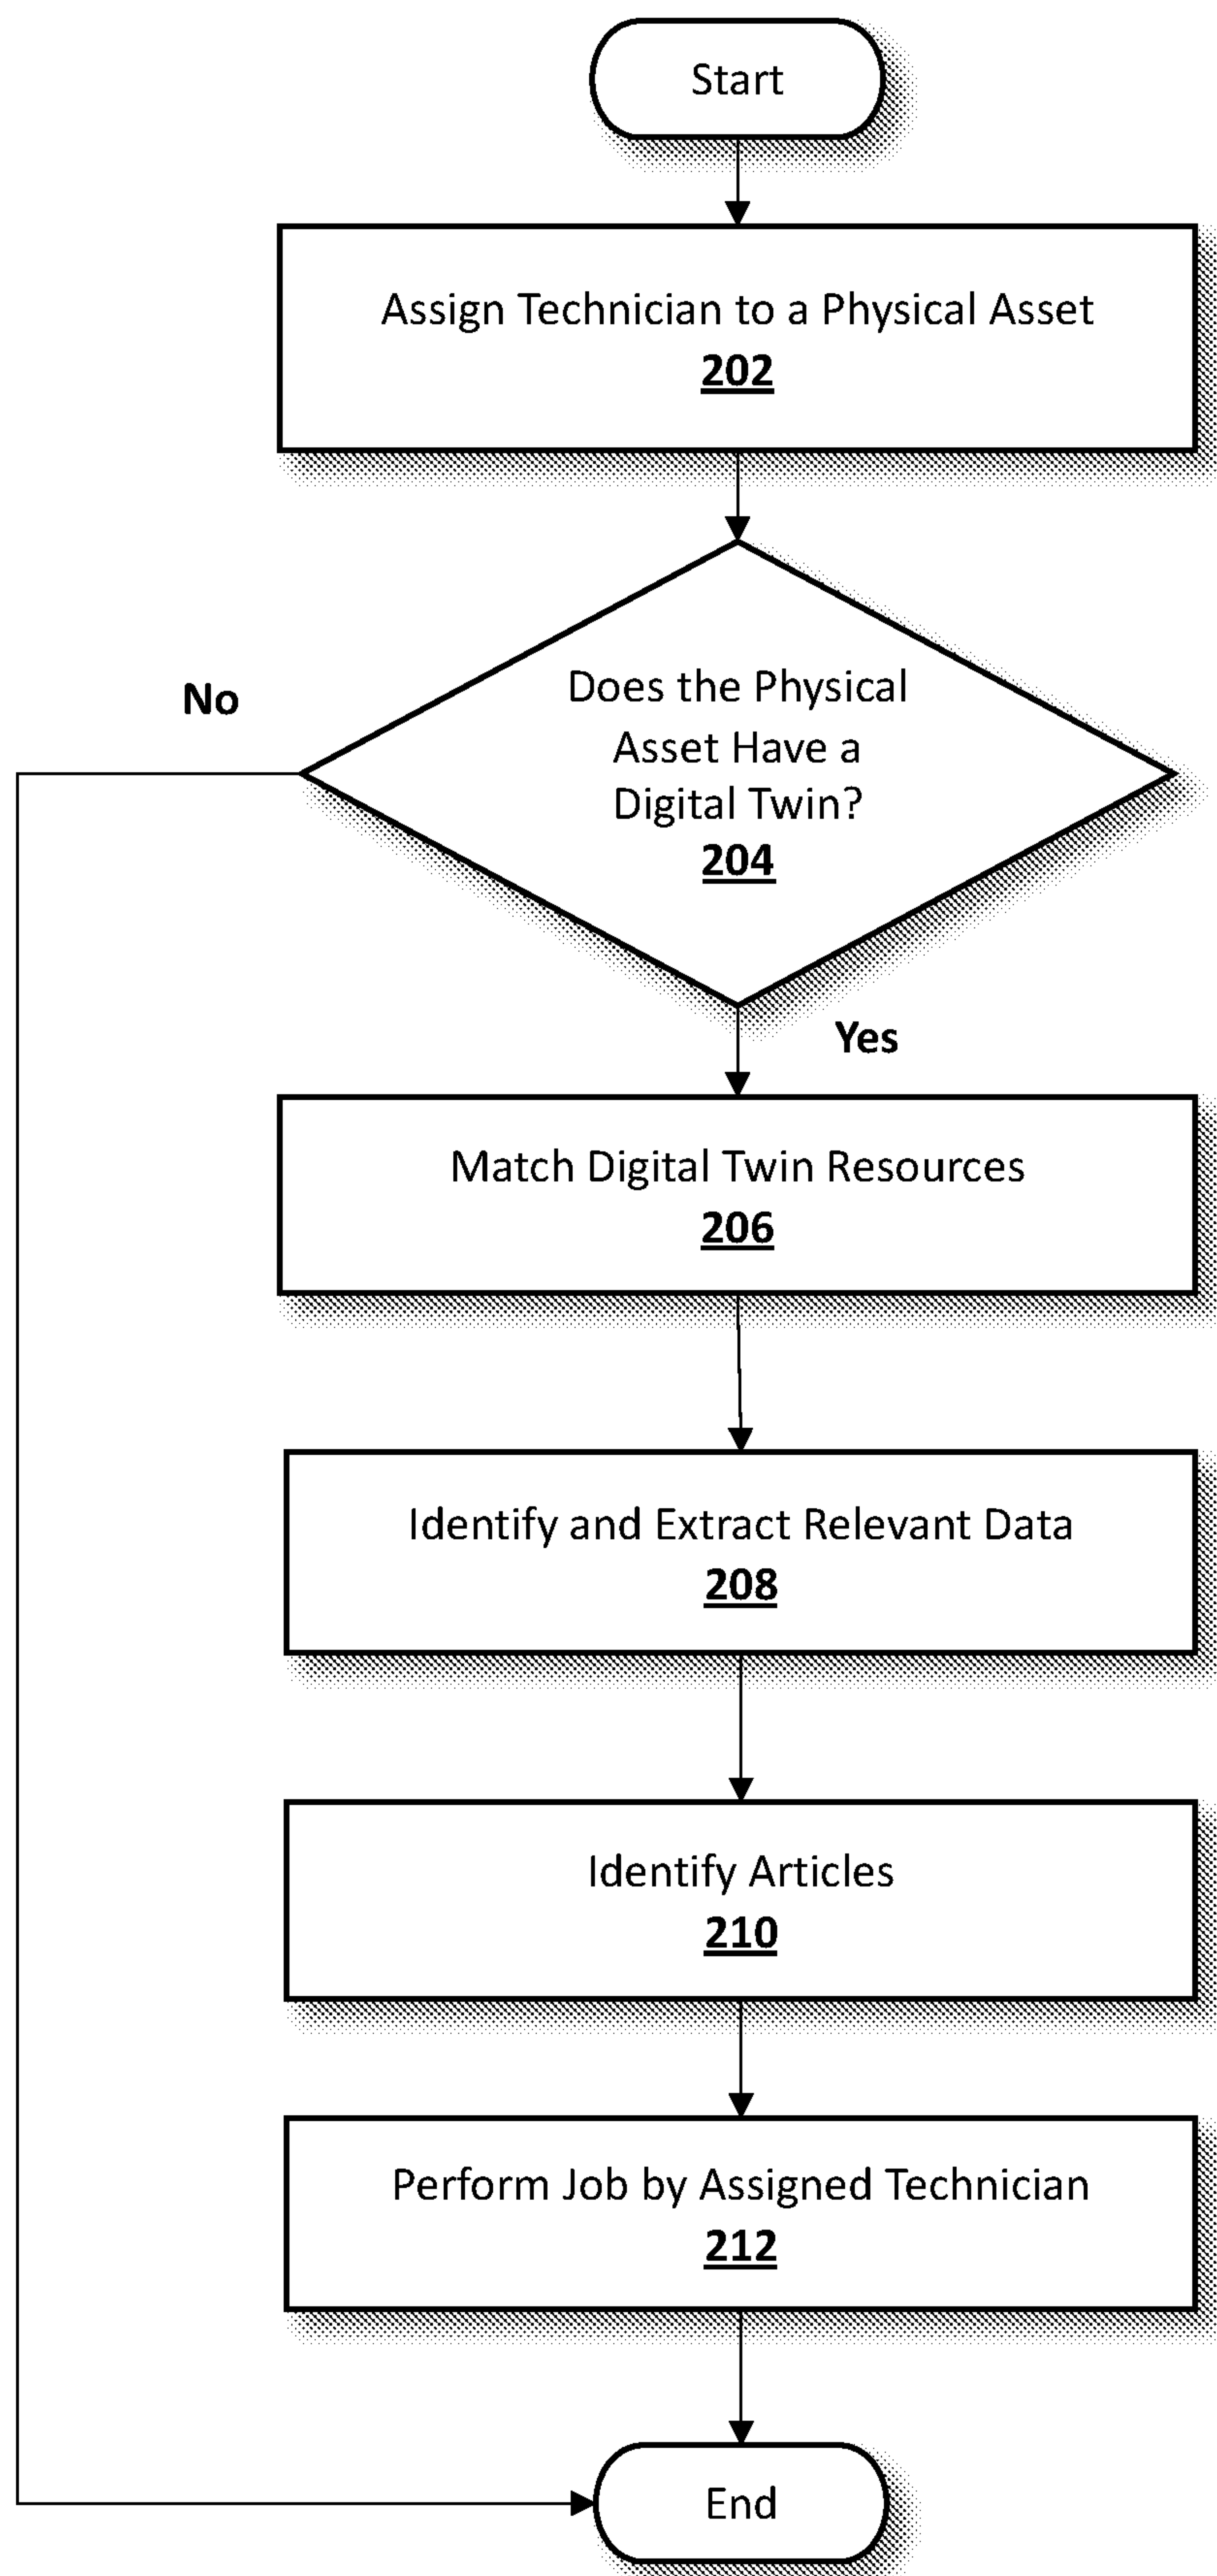 Start
Assign Technician to a Physical Asset
202
Does the Physical
Asset Have a
Digital Twin?
204
No
Yes
Match Digital Twin Resources
206
Identify and Extract Relevant Data
208
Identify Articles
210
Perform Job by Assigned Technician
212
End